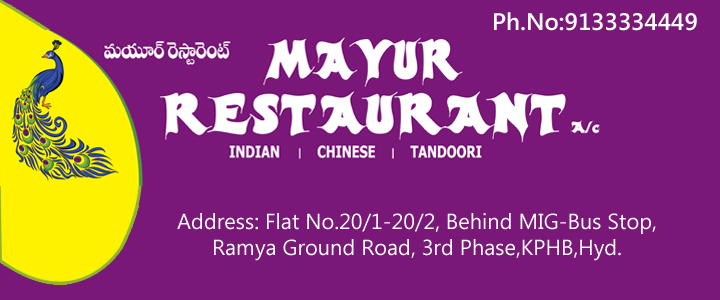 Ph.No:9133334449
మయూర్ రెస్టారెంట్
MAYUR
RESTAURANT A/c
INDIAN | CHINESE | TANDOORI
Address: Flat No.20/1-20/2, Behind MIG-Bus Stop,
Ramya Ground Road, 3rd Phase,KPHB,Hyd.